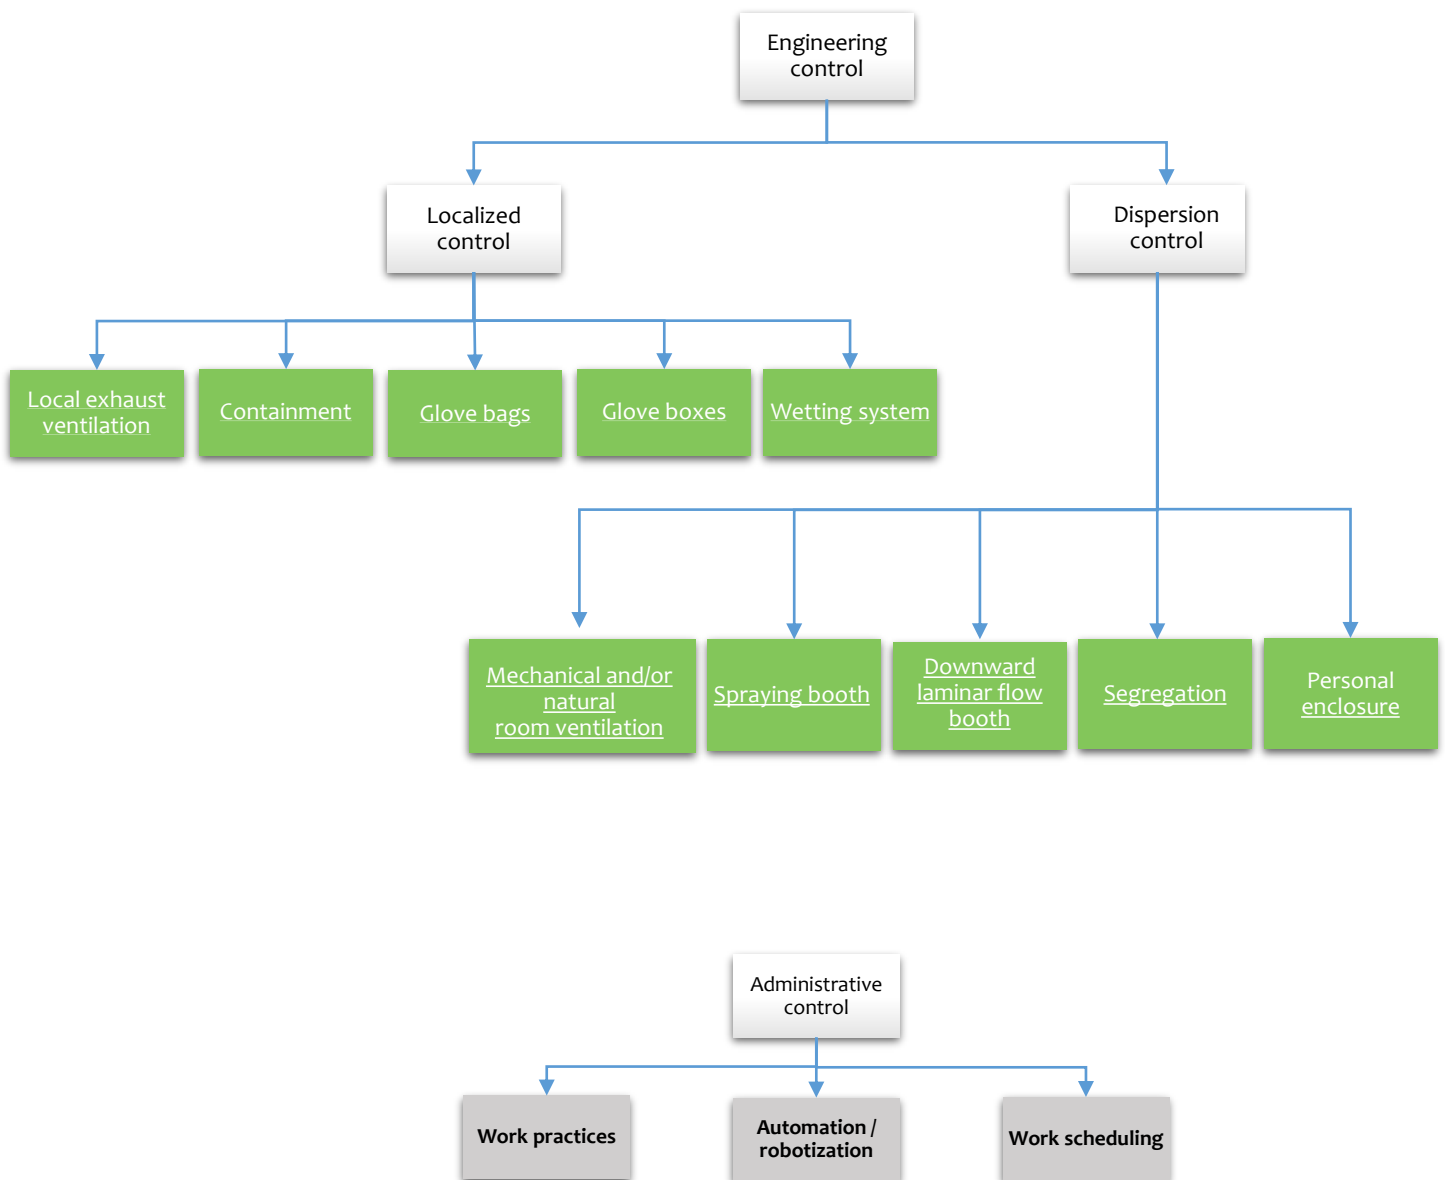 Engineering
control
Localized
control
Dispersion
control
Local exhaust
ventilation
Containment
Glove bags
Glove boxes
Wetting system
Mechanical and/or
natural
room ventilation
Spraying booth
Downward
laminar flow
booth
Segregation
Personal
enclosure
Administrative
control
Work practices
Automation /
robotization
Work scheduling